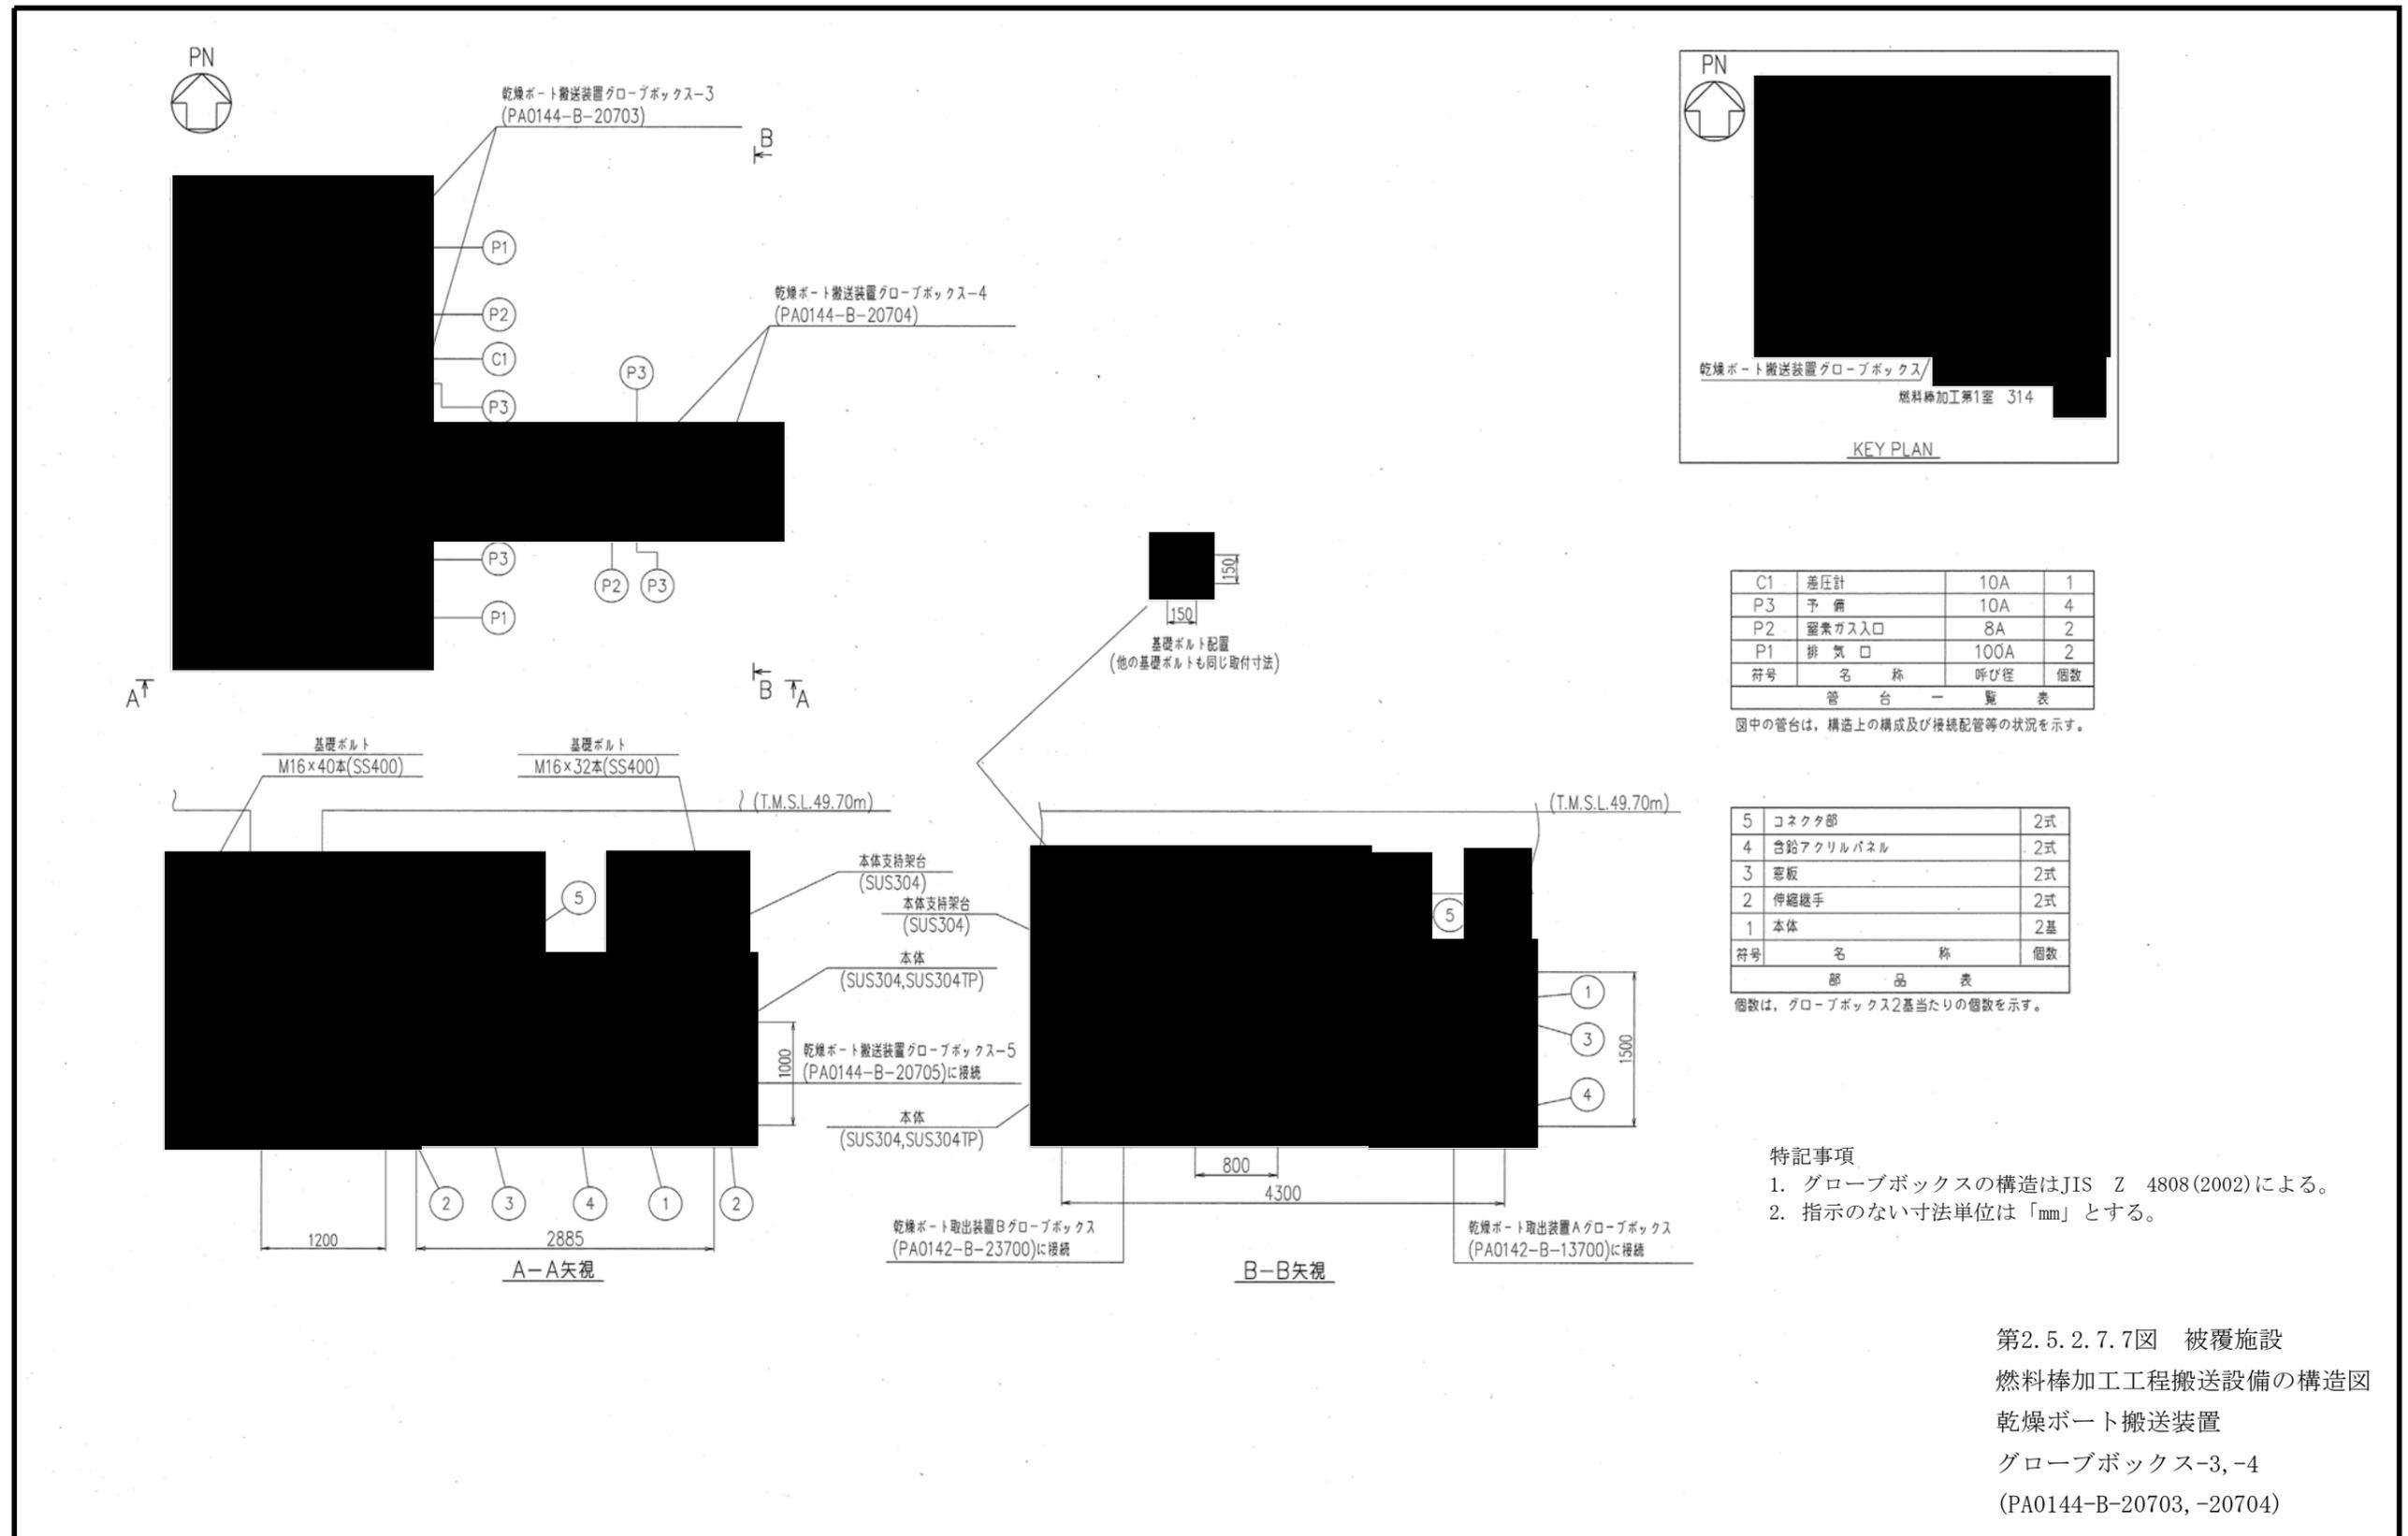 PN
乾燥ボート搬送装置グローブボックス-3
(PA0144-B-20703)
B
P1
P2
C1
P3
乾燥ボート搬送装置グローブボックス-4
(PA0144-B-20704)
P3
P3
P2
P3
P1
A
B
A
PN
乾燥ボート搬送装置グローブボックス
燃料棒加工第1室 314
KEY PLAN
150
150
基礎ボルト配置
(他の基礎ボルトも同じ取付寸法)
C1 差圧計 10A 1
P3 予備 10A 4
P2 窒素ガス入口 8A 2
P1 排気口 100A 2
符号 名称 呼び径 個数
管台一覧表
図中の管台は，構造上の構成及び接続配管等の状況を示す。
基礎ボルト
M16×40本(SS400)
基礎ボルト
M16×32本(SS400)
(T.M.S.L.49.70m)
5
本体支持架台
(SUS304)
本体
(SUS304,SUS304TP)
1000
乾燥ボート搬送装置グローブボックス-5
(PA0144-B-20705)に接続
2
3
4
1
2
1200
2885
A-A矢視
(T.M.S.L.49.70m)
本体支持架台
(SUS304)
5
本体
(SUS304,SUS304TP)
1
3
4
1500
800
4300
乾燥ボート取出装置Bグローブボックス
(PA0142-B-23700)に接続
乾燥ボート取出装置Aグローブボックス
(PA0142-B-13700)に接続
B-B矢視
5 コネクタ部 2式
4 含鉛アクリルパネル 2式
3 窓板 2式
2 伸縮継手 2式
1 本体 2基
符号 名称 個数
部品表
個数は，グローブボックス2基当たりの個数を示す。
特記事項
1. グローブボックスの構造はJIS Z 4808(2002)による。
2. 指示のない寸法単位は「mm」とする。
第2.5.2.7.7図 被覆施設
燃料棒加工工程搬送設備の構造図
乾燥ボート搬送装置
グローブボックス-3,-4
(PA0144-B-20703,-20704)